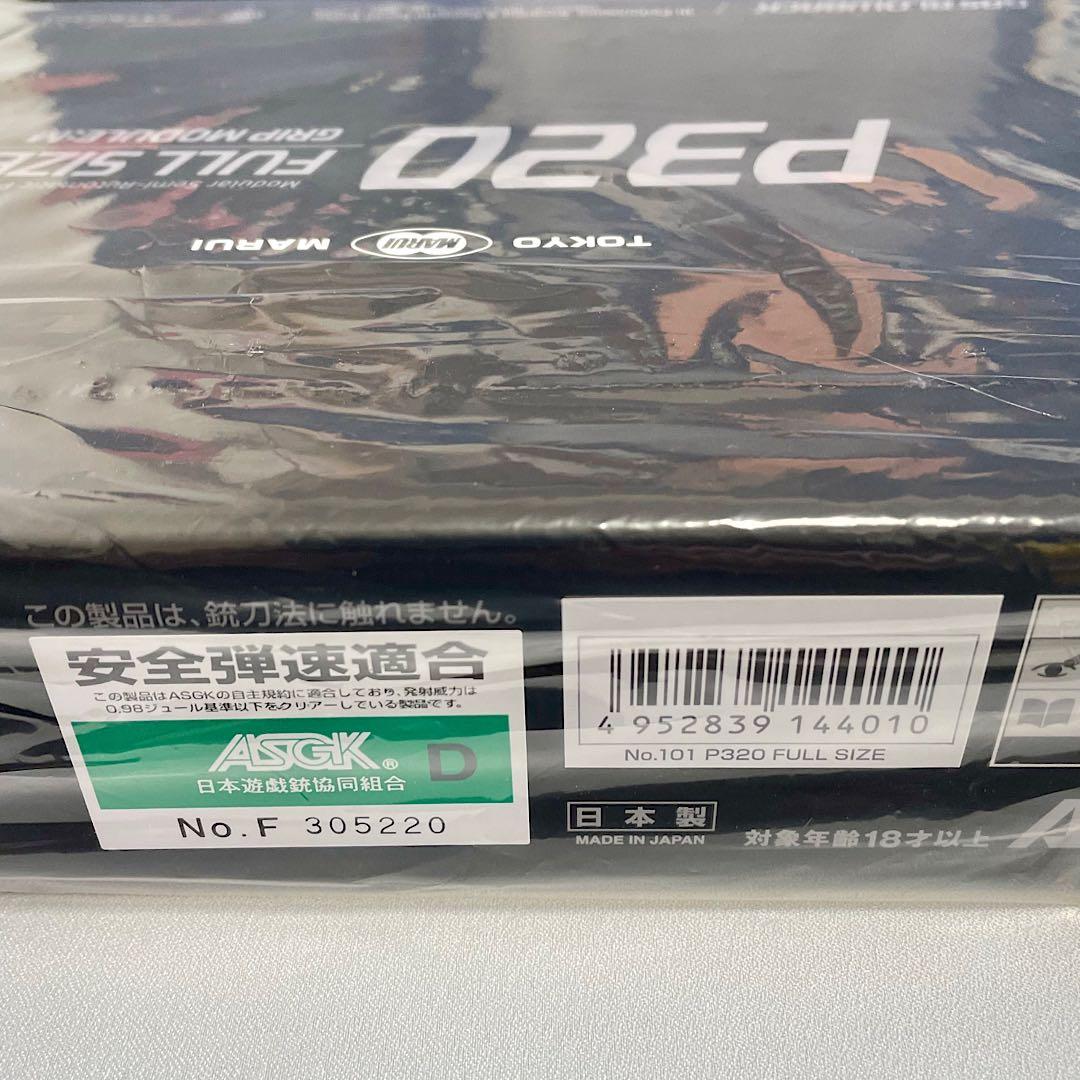 P320
FULL SIZE
GRIP MODULE:M
TOKYO MARUI MARUI
この製品は、銃刀法に触れません。
安全弾速適合
この製品はASGKの自主規約に適合しており、発射威力は
0.98ジュール基準以下をクリアーしている製品です。
ASGK® D
日本遊戯銃協同組合
No.F 305220
4 952839 144010
No.101 P320 FULL SIZE
日本製
MADE IN JAPAN
対象年齢18才以上